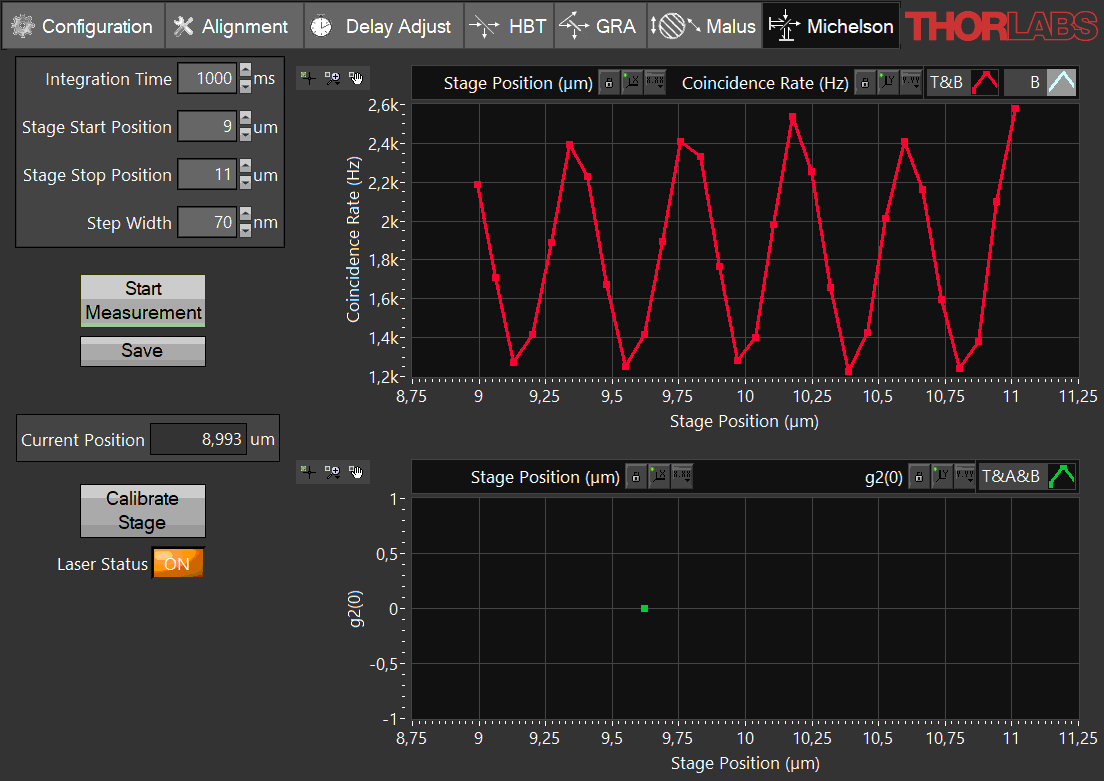 Configuration Alignment Delay Adjust HBT GRA Malus Michelson THORLABS
Integration Time 1000 ms
Stage Start Position 9 um
Stage Stop Position 11 um
Step Width 70 nm
Start
Measurement
Save
Current Position 8,993 um
Calibrate
Stage
Laser Status ON
Stage Position (µm) Coincidence Rate (Hz) T&B B
2,6k
2,4k
2,2k
2k
1,8k
1,6k
1,4k
1,2k
Coincidence Rate (Hz)
8,75 9 9,25 9,5 9,75 10 10,25 10,5 10,75 11 11,25
Stage Position (µm)
Stage Position (µm) g2(0) T&A&B
1
0,5
0
-0,5
-1
g2(0)
8,75 9 9,25 9,5 9,75 10 10,25 10,5 10,75 11 11,25
Stage Position (µm)